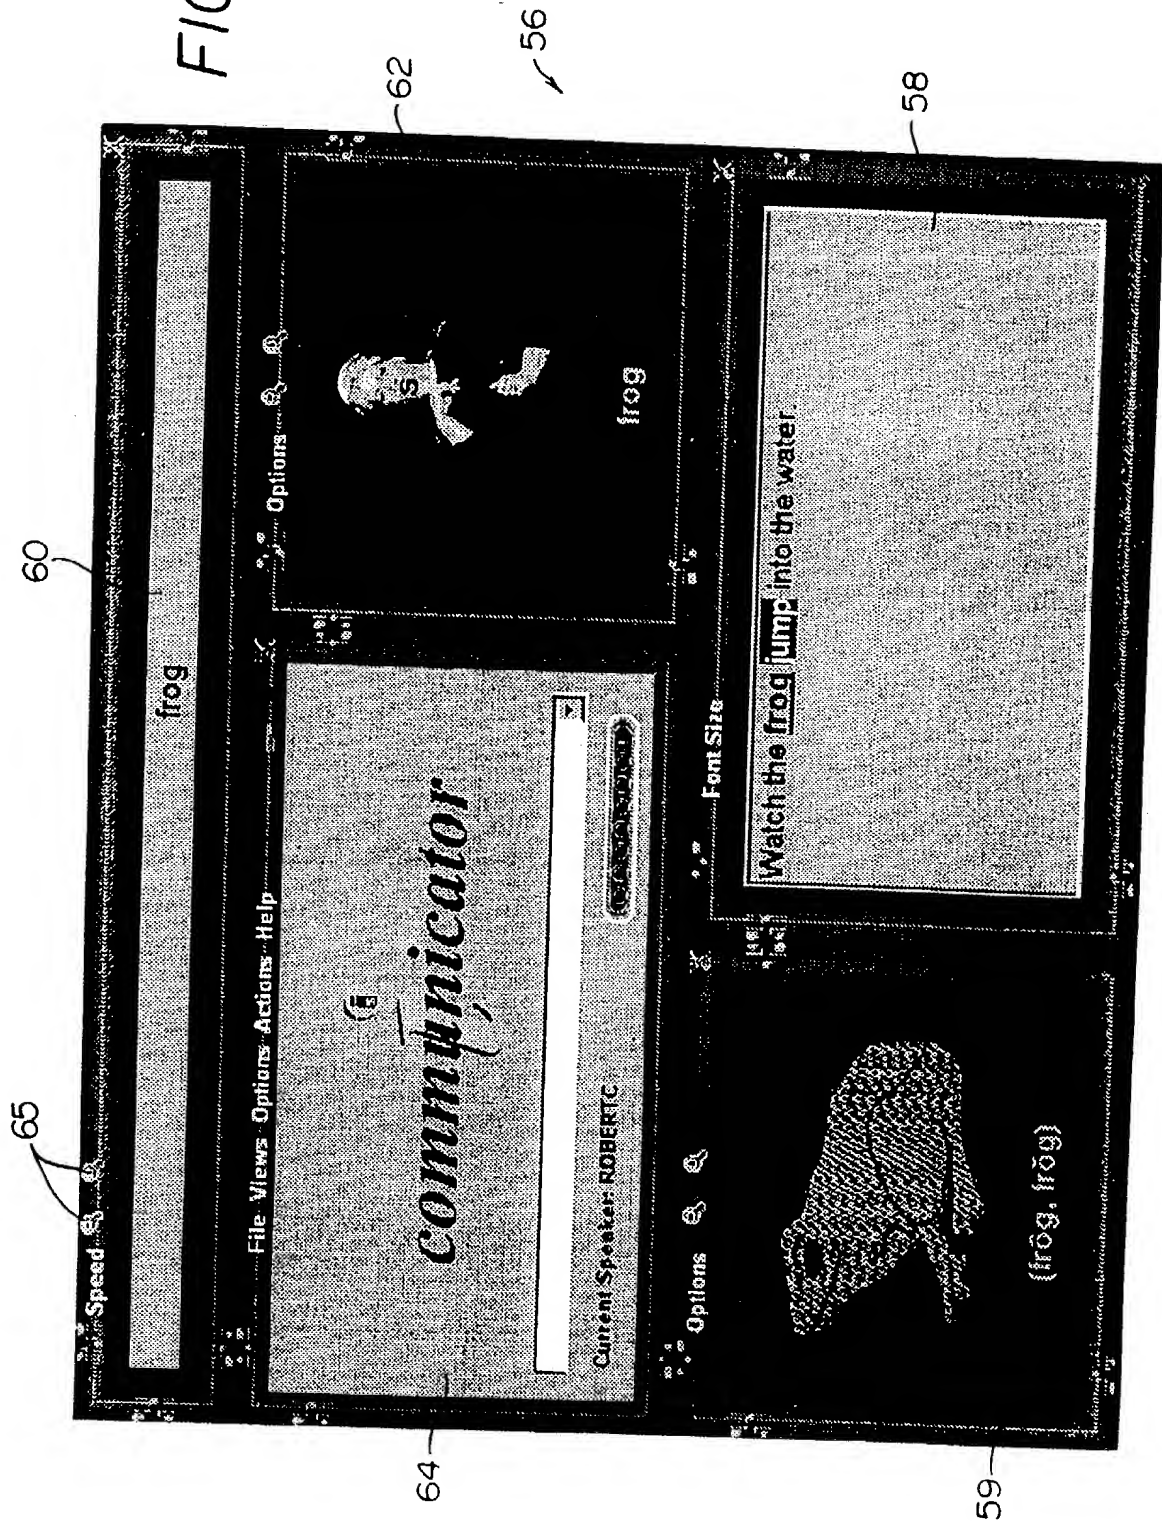 FIG
56
65
60
62
Speed
frog
File Views Options Actions Help
communicator
Current Speaker: ROBERTC
64
Options
frog
Options
(frôg, frŏg)
59
Font Size
Watch the frog jump into the water.
58